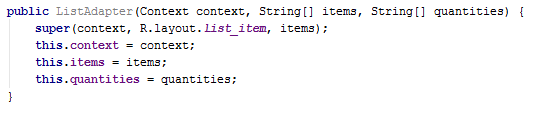 public ListAdapter(Context context, String[] items, String[] quantities) {
    super(context, R.layout.list_item, items);
    this.context = context;
    this.items = items;
    this.quantities = quantities;
}